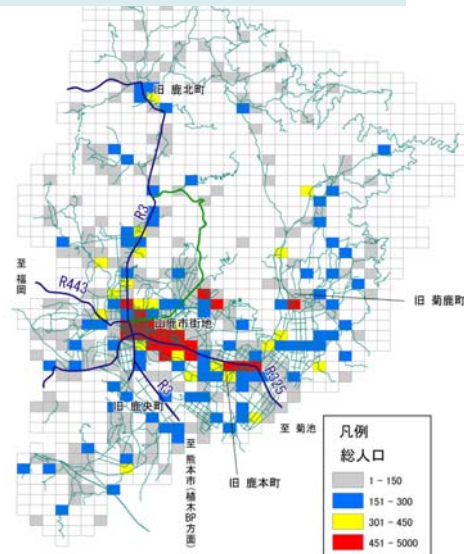 旧 鹿北町
R3
至 福岡
R443
山鹿市街地
旧 菊鹿町
R3
R325
旧 鹿央町
至 菊池
至 熊本市(植木BP方面)
旧 鹿本町
凡例
総人口
1 - 150
151 - 300
301 - 450
451 - 5000